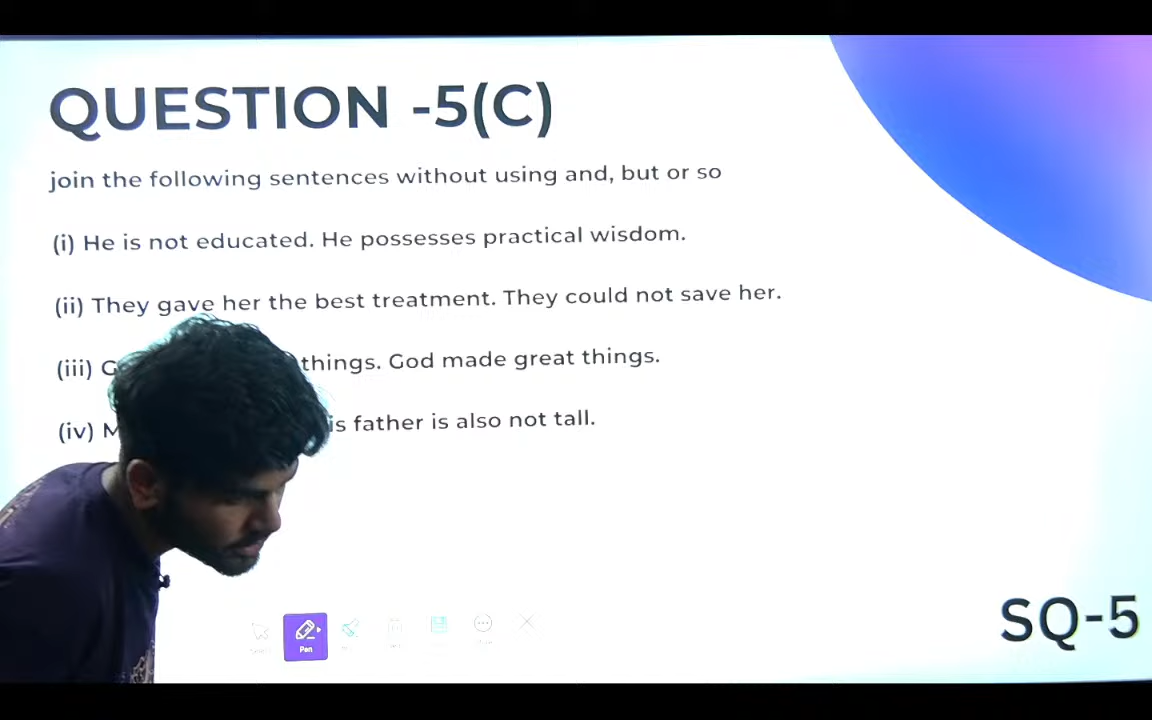 QUESTION -5(C)
join the following sentences without using and, but or so
(i) He is not educated. He possesses practical wisdom.
(ii) They gave her the best treatment. They could not save her.
(iii) G things. God made great things.
(iv) M is father is also not tall.
Pen
SQ-5